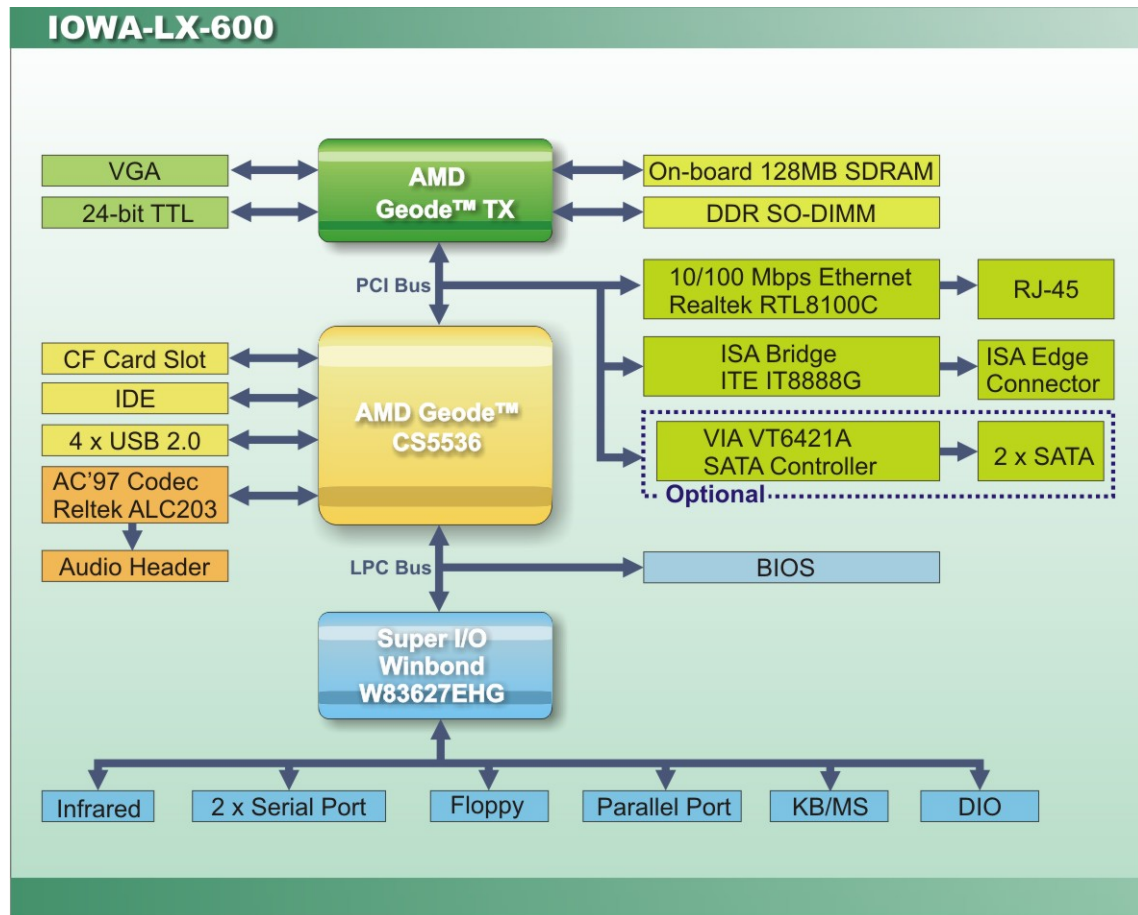 IOWA-LX-600
VGA
24-bit TTL
AMD
Geode™ TX
On-board 128MB SDRAM
DDR SO-DIMM
PCI Bus
10/100 Mbps Ethernet
Realtek RTL8100C
RJ-45
ISA Bridge
ITE IT8888G
ISA Edge
Connector
VIA VT6421A
SATA Controller
2 x SATA
Optional
CF Card Slot
IDE
4 x USB 2.0
AC’97 Codec
Reltek ALC203
Audio Header
AMD Geode™
CS5536
LPC Bus
BIOS
Super I/O
Winbond
W83627EHG
Infrared
2 x Serial Port
Floppy
Parallel Port
KB/MS
DIO